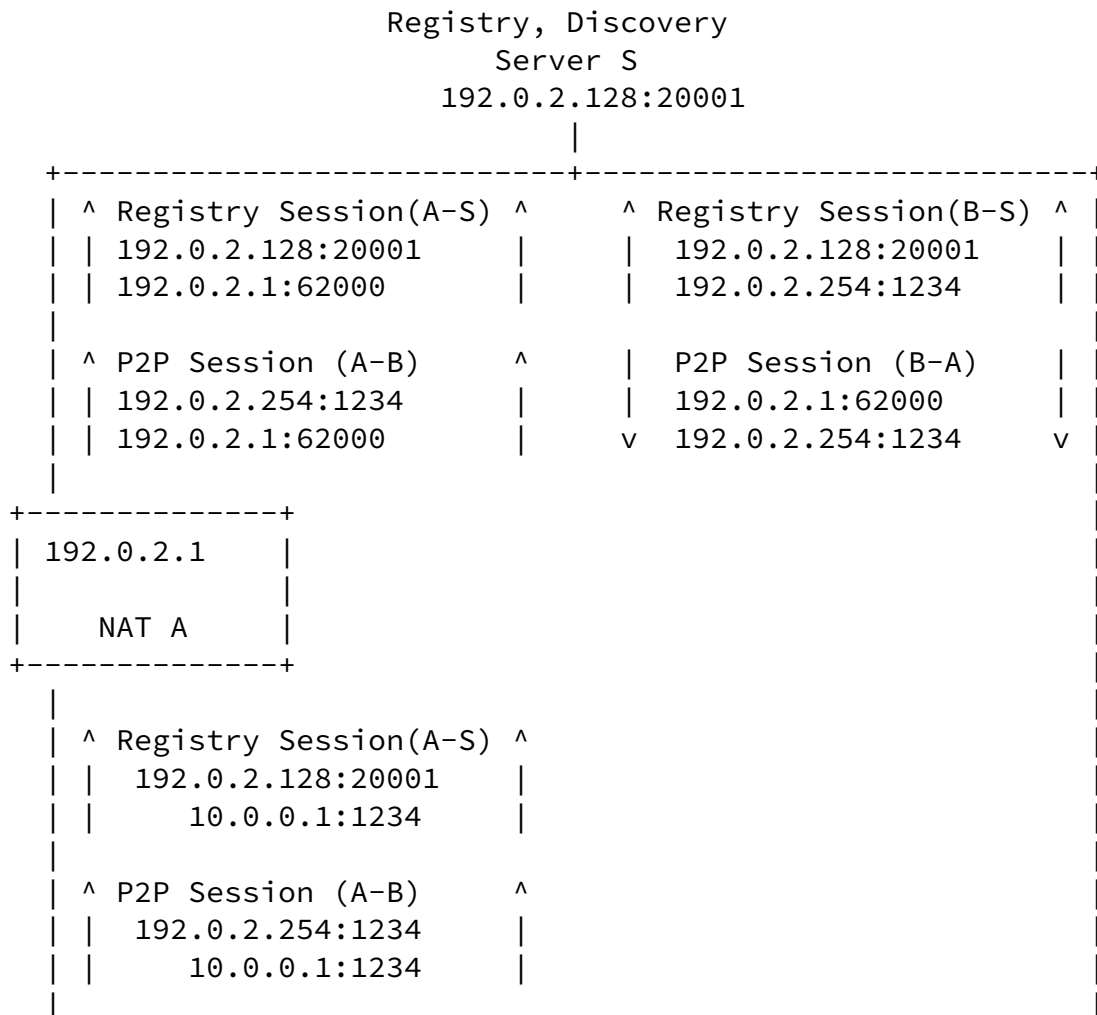 Registry, Discovery
                           Server S
                        192.0.2.128:20001
                               |
  +----------------------------+----------------------------+
  | ^ Registry Session(A-S) ^     ^ Registry Session(B-S) ^ |
  | | 192.0.2.128:20001     |     |  192.0.2.128:20001    | |
  | | 192.0.2.1:62000       |     |  192.0.2.254:1234     | |
  |                                                         |
  | ^ P2P Session (A-B)     ^     |  P2P Session (B-A)    | |
  | | 192.0.2.254:1234      |     |  192.0.2.1:62000      | |
  | | 192.0.2.1:62000       |     v  192.0.2.254:1234     v |
  |                                                         |
+--------------+                                            |
| 192.0.2.1    |                                            |
|              |                                            |
|    NAT A     |                                            |
+--------------+                                            |
  |                                                         |
  | ^ Registry Session(A-S) ^                               |
  | |  192.0.2.128:20001    |                               |
  | |     10.0.0.1:1234     |                               |
  |                                                         |
  | ^ P2P Session (A-B)     ^                               |
  | |  192.0.2.254:1234     |                               |
  | |     10.0.0.1:1234     |                               |
  |                                                         |